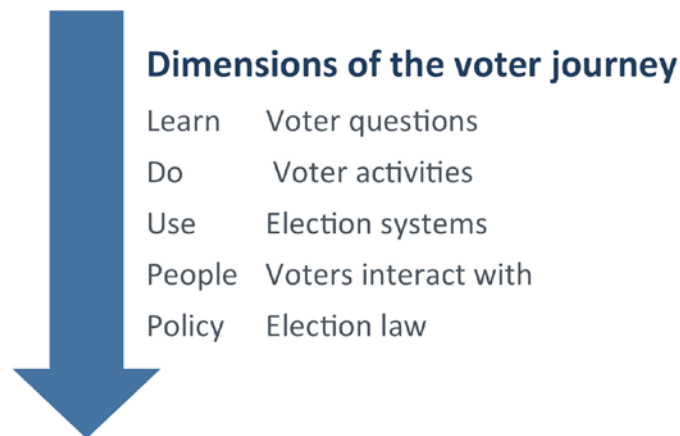 Dimensions of the voter journey
Learn Voter questions
Do Voter activities
Use Election systems
People Voters interact with
Policy Election law